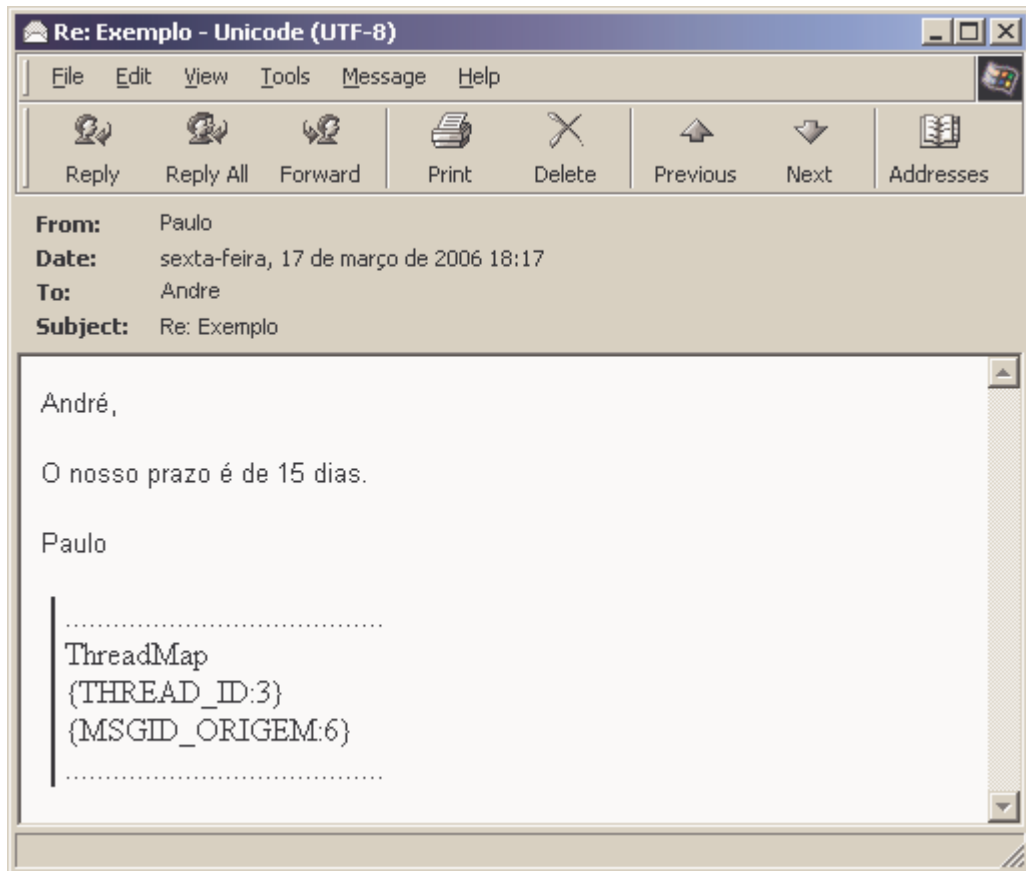 Re: Exemplo - Unicode (UTF-8)
File Edit View Tools Message Help
Reply Reply All Forward Print Delete Previous Next Addresses
From: Paulo
Date: sexta-feira, 17 de março de 2006 18:17
To: Andre
Subject: Re: Exemplo
André,
O nosso prazo é de 15 dias.
Paulo
........................................
ThreadMap
{THREAD_ID:3}
{MSGID_ORIGEM:6}
........................................